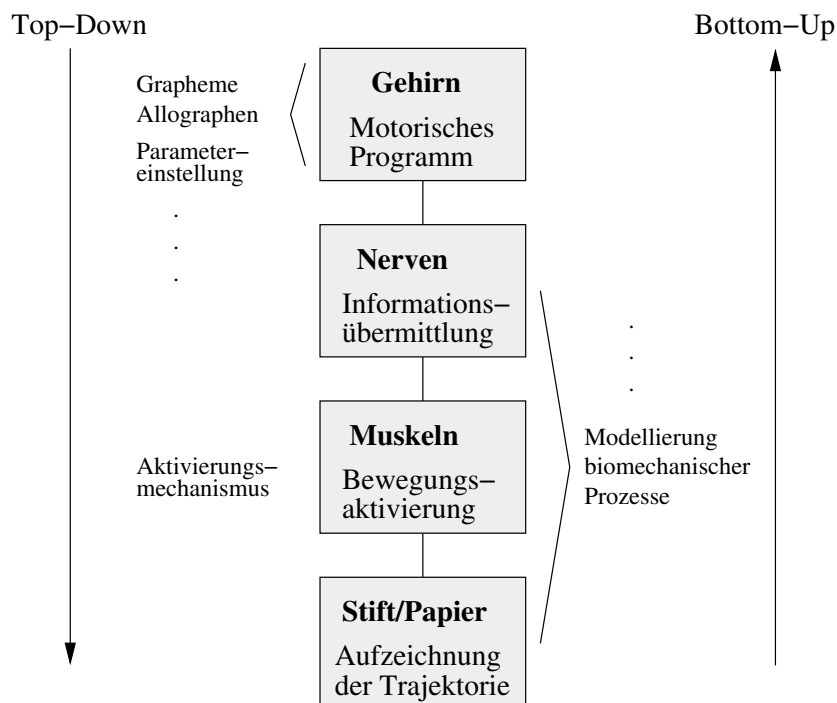 Top−Down
Bottom−Up
Grapheme
Allographen
Parameter−
einstellung
.
.
.
Gehirn
Motorisches
Programm
Nerven
Informations−
übermittlung
.
.
.
Aktivierungs−
mechanismus
Muskeln
Bewegungs−
aktivierung
Modellierung
biomechanischer
Prozesse
Stift/Papier
Aufzeichnung
der Trajektorie